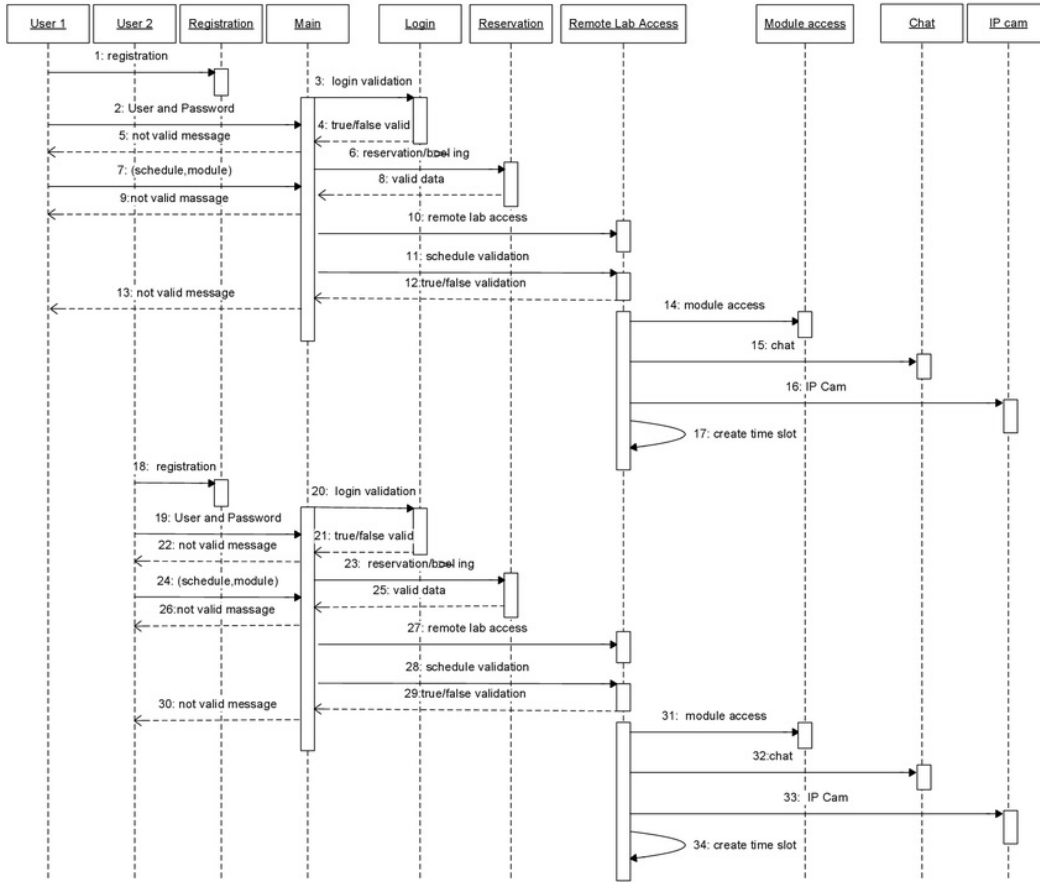 User 1
User 2
Registration
Main
Login
Reservation
Remote Lab Access
Module access
Chat
IP cam
1: registration
3: login validation
2: User and Password
4: true/false valid
5: not valid message
6: reservation/
7: (schedule,module)
8: valid data
9:not valid massage
10: remote lab access
11: schedule validation
12:true/false validation
13: not valid message
14: module access
15: chat
16: IP Cam
17: create time slot
18: registration
20: login validation
19: User and Password
21: true/false valid
22: not valid message
23: reservation/
24: (schedule,module)
25: valid data
26:not valid massage
27: remote lab access
28: schedule validation
29:true/false validation
30: not valid message
31: module access
32:chat
33: IP Cam
34: create time slot